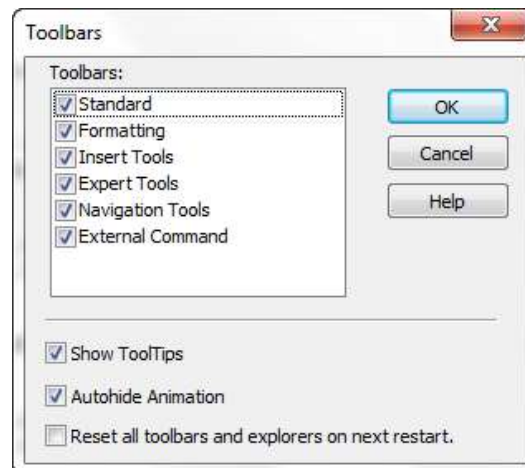 Toolbars
Toolbars:
Standard
Formatting
Insert Tools
Expert Tools
Navigation Tools
External Command
OK
Cancel
Help
Show ToolTips
Autohide Animation
Reset all toolbars and explorers on next restart.